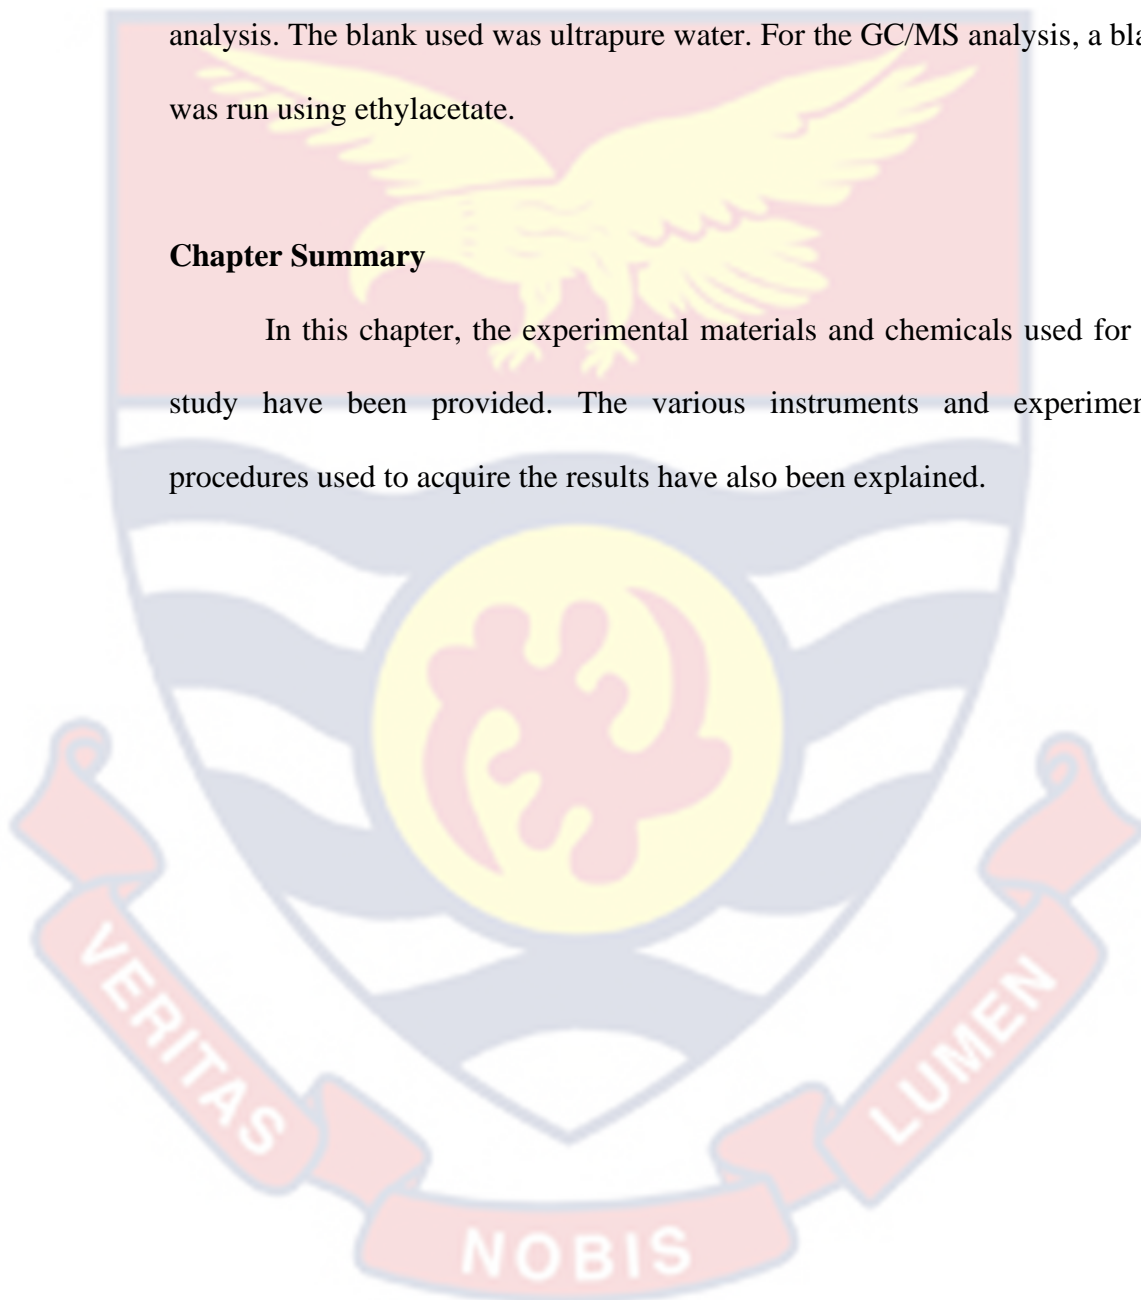 analysis. The blank used was ultrapure water. For the GC/MS analysis, a bla
was run using ethylacetate.
Chapter Summary
In this chapter, the experimental materials and chemicals used for
study have been provided. The various instruments and experimen
procedures used to acquire the results have also been explained.
VERITAS
NOBIS
LUMEN